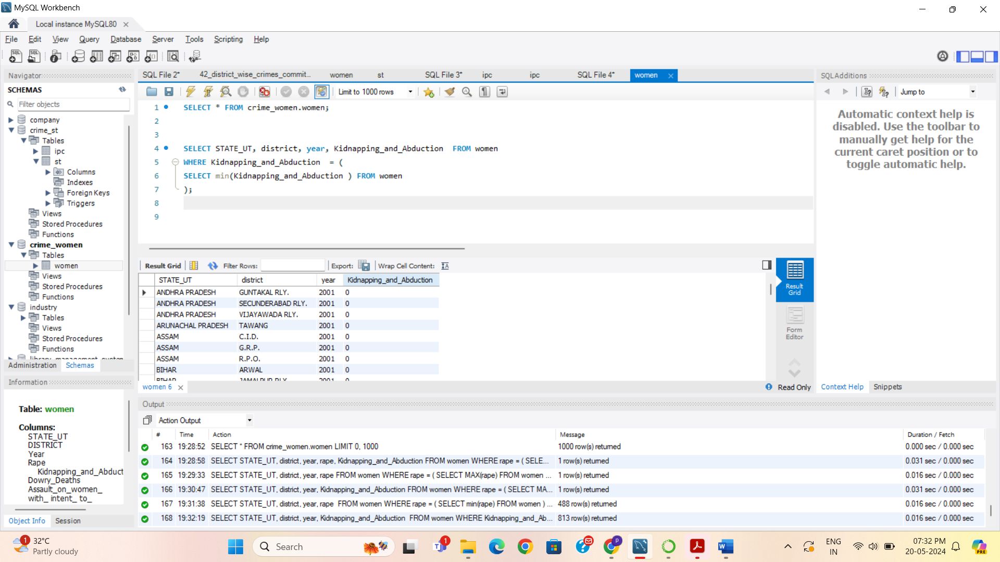 MySQL Workbench
Local instance MySQL80
File Edit View Query Database Server Tools Scripting Help
Navigator
SCHEMAS
Filter objects
company
crime_st
Tables
ipc
st
Columns
Indexes
Foreign Keys
Triggers
Views
Stored Procedures
Functions
crime_women
Tables
women
Views
Stored Procedures
Functions
industry
Tables
Views
Stored Procedures
Functions
library_management_system
Administration Schemas
Information
Table: women
Columns:
STATE_UT
DISTRICT
Year
Rape
Kidnapping_and_Abduct
Dowry_Deaths
Assault_on_women_
with_ intent_ to_
Object Info Session
SQL File 2* 42_district_wise_crimes_commit... women st SQL File 3* ipc ipc SQL File 4* women
Limit to 1000 rows
1 SELECT * FROM crime_women.women;
2
3
4 SELECT STATE_UT, district, year, Kidnapping_and_Abduction FROM women
5 WHERE Kidnapping_and_Abduction = (
6 SELECT min(Kidnapping_and_Abduction ) FROM women
7 );
8
9
Result Grid Filter Rows: Export: Wrap Cell Content:
STATE_UT district year Kidnapping_and_Abduction
ANDHRA PRADESH GUNTAKAL RLY. 2001 0
ANDHRA PRADESH SECUNDERABAD RLY. 2001 0
ANDHRA PRADESH VIJAYAWADA RLY. 2001 0
ARUNACHAL PRADESH TAWANG 2001 0
ASSAM C.I.D. 2001 0
ASSAM G.R.P. 2001 0
ASSAM R.P.O. 2001 0
BIHAR ARWAL 2001 0
BIHAR JAMALPUR RLY. 2001 0
Result
Grid
Form
Editor
women 6
Read Only
SQLAdditions
Jump to
Automatic context help is
disabled. Use the toolbar to
manually get help for the
current caret position or to
toggle automatic help.
Context Help Snippets
Output
Action Output
# Time Action Message Duration / Fetch
163 19:28:52 SELECT * FROM crime_women.women LIMIT 0, 1000 1000 row(s) returned 0.000 sec / 0.000 sec
164 19:28:58 SELECT STATE_UT, district, year, rape, Kidnapping_and_Abduction FROM women WHERE rape = ( SELE... 1 row(s) returned 0.031 sec / 0.000 sec
165 19:29:33 SELECT STATE_UT, district, year, rape FROM women WHERE rape = ( SELECT MAX(rape) FROM women ... 1 row(s) returned 0.016 sec / 0.000 sec
166 19:30:47 SELECT STATE_UT, district, year, Kidnapping_and_Abduction FROM women WHERE rape = ( SELECT MA... 1 row(s) returned 0.031 sec / 0.000 sec
167 19:31:38 SELECT STATE_UT, district, year, rape FROM women WHERE rape = ( SELECT min(rape) FROM women ) ... 488 row(s) returned 0.016 sec / 0.000 sec
168 19:32:19 SELECT STATE_UT, district, year, Kidnapping_and_Abduction FROM women WHERE Kidnapping_and_Ab... 813 row(s) returned 0.016 sec / 0.000 sec
1
32°C
Partly cloudy
Search
1
P
ENG
IN
07:32 PM
20-05-2024
PRE